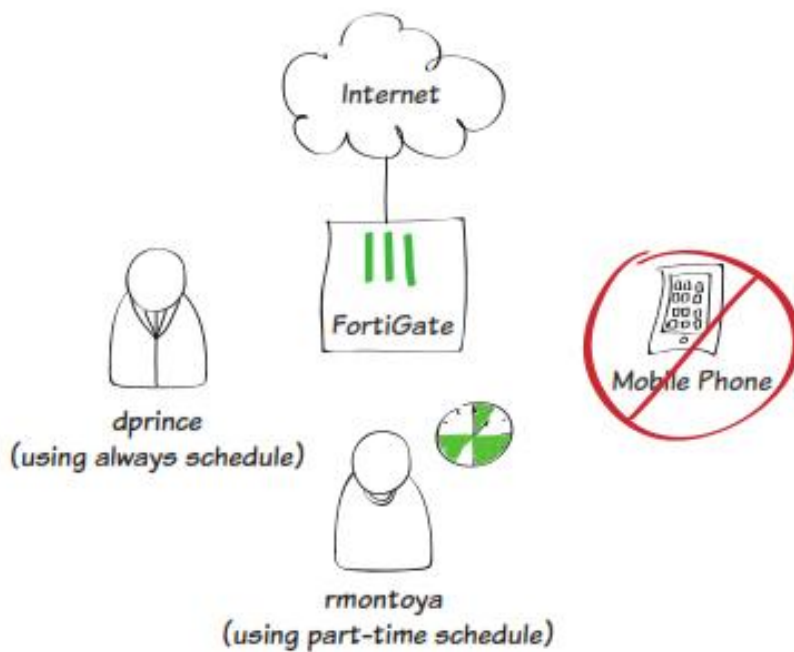 Internet
FortiGate
Mobile Phone
dprince
(using always schedule)
rmontoya
(using part-time schedule)